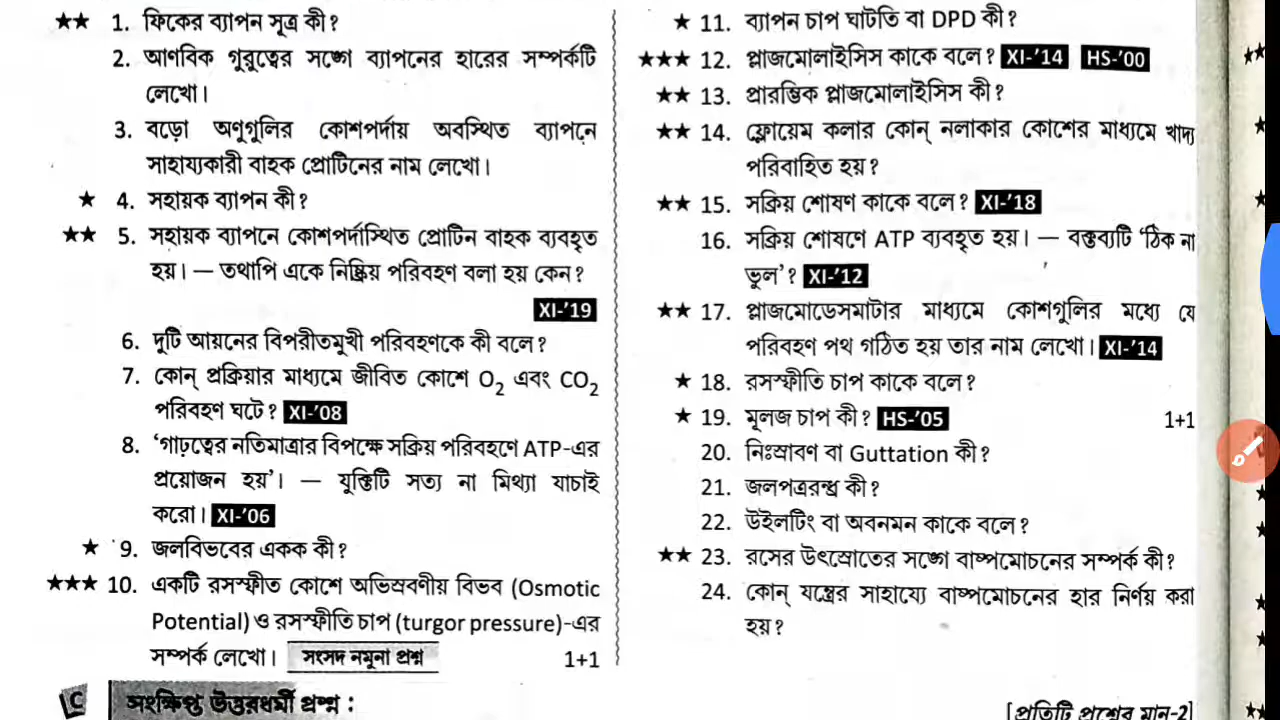 ★★ 1. ফিকের ব্যাপন সূত্র কী?
2. আণবিক গুরুত্বের সঙ্গে ব্যাপনের হারের সম্পর্কটি
লেখো।
3. বড়ো অণুগুলির কোশপর্দায় অবস্থিত ব্যাপনে
সাহায্যকারী বাহক প্রোটিনের নাম লেখো।
★ 4. সহায়ক ব্যাপন কী?
★★ 5. সহায়ক ব্যাপনে কোশপর্দাস্থিত প্রোটিন বাহক ব্যবহৃত
হয়। — তথাপি একে নিষ্ক্রিয় পরিবহণ বলা হয় কেন?
XI-'19
6. দুটি আয়নের বিপরীতমুখী পরিবহণকে কী বলে?
7. কোন্ প্রক্রিয়ার মাধ্যমে জীবিত কোশে O₂ এবং CO₂
পরিবহণ ঘটে? XI-'08
8. 'গাঢ়ত্বের নতিমাত্রার বিপক্ষে সক্রিয় পরিবহণে ATP-এর
প্রয়োজন হয়'। — যুক্তিটি সত্য না মিথ্যা যাচাই
করো। XI-'06
★ 9. জলবিভবের একক কী?
★★★ 10. একটি রসস্ফীত কোশে অভিস্রবণীয় বিভব (Osmotic
Potential) ও রসস্ফীতি চাপ (turgor pressure)-এর
সম্পর্ক লেখো। সংসদ নমুনা প্রশ্ন 1+1
★ 11. ব্যাপন চাপ ঘাটতি বা DPD কী?
★★★ 12. প্লাজমোলাইসিস কাকে বলে? XI-'14 HS-'00
★★ 13. প্রারম্ভিক প্লাজমোলাইসিস কী?
★★ 14. ফ্লোয়েম কলার কোন্ নলাকার কোশের মাধ্যমে খাদ্য
পরিবাহিত হয়?
★★ 15. সক্রিয় শোষণ কাকে বলে? XI-'18
16. সক্রিয় শোষণে ATP ব্যবহৃত হয়। — বক্তব্যটি 'ঠিক না
ভুল'? XI-'12
★★ 17. প্লাজমোডেসমাটার মাধ্যমে কোশগুলির মধ্যে যে
পরিবহণ পথ গঠিত হয় তার নাম লেখো। XI-'14
★ 18. রসস্ফীতি চাপ কাকে বলে?
★ 19. মূলজ চাপ কী? HS-'05 1+1
20. নিঃস্রাবণ বা Guttation কী?
21. জলপত্ররন্ধ্র কী?
22. উইলটিং বা অবনমন কাকে বলে?
★★ 23. রসের উৎস্রোতের সঙ্গে বাষ্পমোচনের সম্পর্ক কী?
24. কোন্ যন্ত্রের সাহায্যে বাষ্পমোচনের হার নির্ণয় করা
হয়?
C সংক্ষিপ্ত উত্তরধর্মী প্রশ্ন : [প্রতিটি প্রশ্নের মান-2]